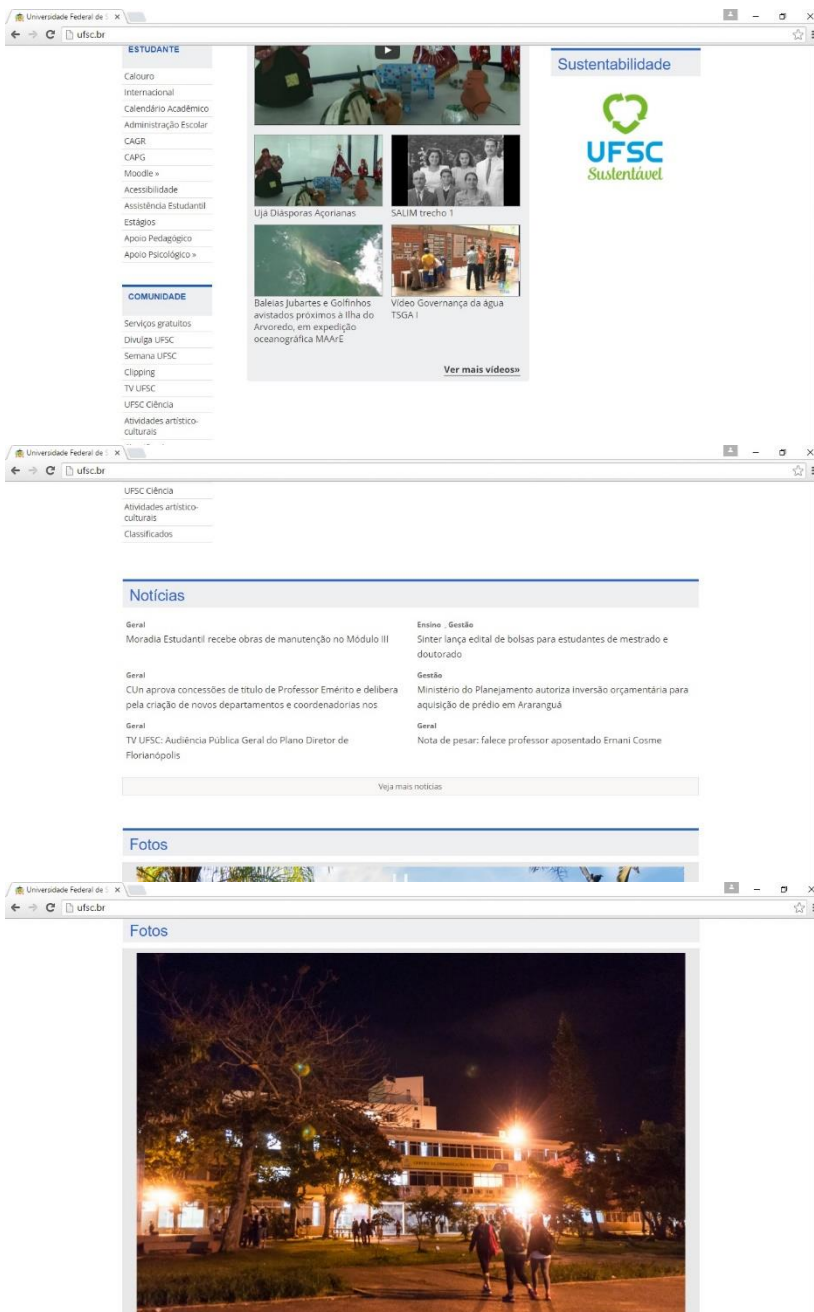 Universidade Federal de S
ufsc.br
ESTUDANTE
Calouro
Internacional
Calendário Acadêmico
Administração Escolar
CAGR
CAPG
Moodle »
Acessibilidade
Assistência Estudantil
Estágios
Apoio Pedagógico
Apoio Psicológico »
COMUNIDADE
Serviços gratuitos
Divulga UFSC
Semana UFSC
Clipping
TV UFSC
UFSC Ciência
Atividades artístico-
culturais
Ujá Diásporas Açorianas
SALIM trecho 1
Baleias Jubartes e Golfinhos
avistados próximos à Ilha do
Arvoredo, em expedição
oceanográfica MAArE
Vídeo Governança da água
TSGA I
Ver mais vídeos»
Sustentabilidade
UFSC
Sustentável
Universidade Federal de S
ufsc.br
UFSC Ciência
Atividades artístico-
culturais
Classificados
Notícias
Geral
Moradia Estudantil recebe obras de manutenção no Módulo III
Ensino , Gestão
Sinter lança edital de bolsas para estudantes de mestrado e
doutorado
Geral
CUn aprova concessões de título de Professor Emérito e delibera
pela criação de novos departamentos e coordenadorias nos
Gestão
Ministério do Planejamento autoriza inversão orçamentária para
aquisição de prédio em Araranguá
Geral
TV UFSC: Audiência Pública Geral do Plano Diretor de
Florianópolis
Geral
Nota de pesar: falece professor aposentado Ernani Cosme
Veja mais notícias
Fotos
Universidade Federal de S
ufsc.br
Fotos